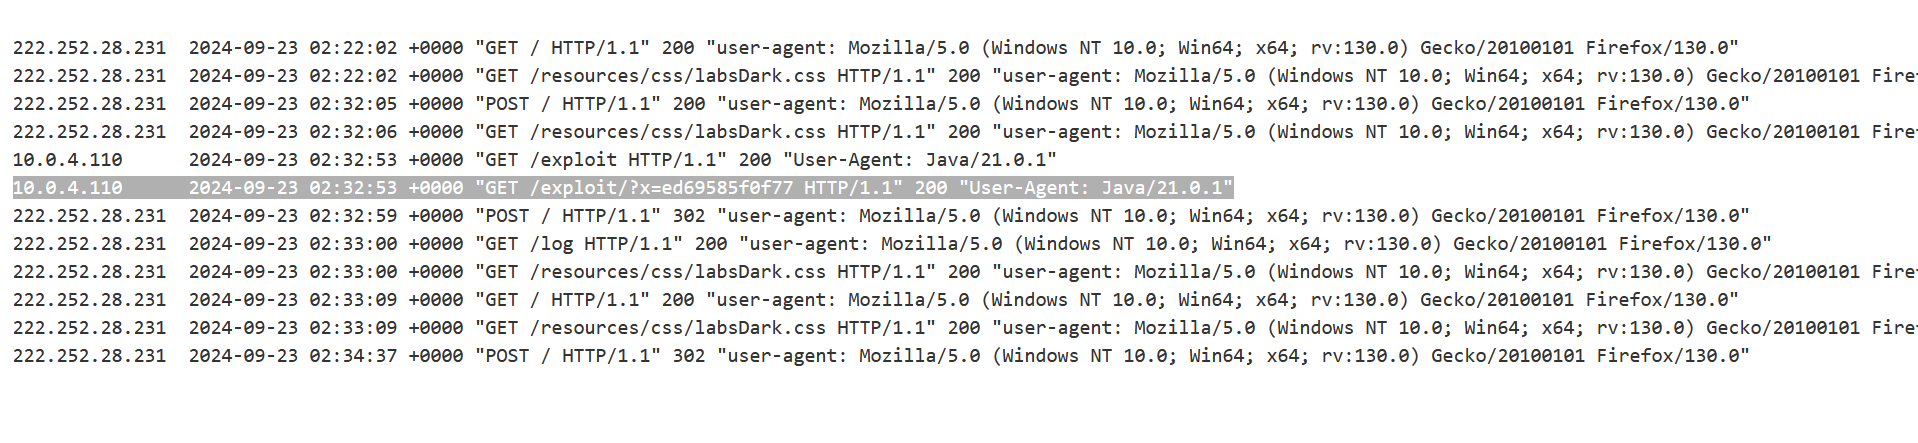 222.252.28.231  2024-09-23 02:22:02 +0000 "GET / HTTP/1.1" 200 "user-agent: Mozilla/5.0 (Windows NT 10.0; Win64; x64; rv:130.0) Gecko/20100101 Firefox/130.0"
222.252.28.231  2024-09-23 02:22:02 +0000 "GET /resources/css/labsDark.css HTTP/1.1" 200 "user-agent: Mozilla/5.0 (Windows NT 10.0; Win64; x64; rv:130.0) Gecko/20100101 Fire
222.252.28.231  2024-09-23 02:32:05 +0000 "POST / HTTP/1.1" 200 "user-agent: Mozilla/5.0 (Windows NT 10.0; Win64; x64; rv:130.0) Gecko/20100101 Firefox/130.0"
222.252.28.231  2024-09-23 02:32:06 +0000 "GET /resources/css/labsDark.css HTTP/1.1" 200 "user-agent: Mozilla/5.0 (Windows NT 10.0; Win64; x64; rv:130.0) Gecko/20100101 Fire
10.0.4.110      2024-09-23 02:32:53 +0000 "GET /exploit HTTP/1.1" 200 "User-Agent: Java/21.0.1"
10.0.4.110      2024-09-23 02:32:53 +0000 "GET /exploit/?x=ed69585f0f77 HTTP/1.1" 200 "User-Agent: Java/21.0.1"
222.252.28.231  2024-09-23 02:32:59 +0000 "POST / HTTP/1.1" 302 "user-agent: Mozilla/5.0 (Windows NT 10.0; Win64; x64; rv:130.0) Gecko/20100101 Firefox/130.0"
222.252.28.231  2024-09-23 02:33:00 +0000 "GET /log HTTP/1.1" 200 "user-agent: Mozilla/5.0 (Windows NT 10.0; Win64; x64; rv:130.0) Gecko/20100101 Firefox/130.0"
222.252.28.231  2024-09-23 02:33:00 +0000 "GET /resources/css/labsDark.css HTTP/1.1" 200 "user-agent: Mozilla/5.0 (Windows NT 10.0; Win64; x64; rv:130.0) Gecko/20100101 Fire
222.252.28.231  2024-09-23 02:33:09 +0000 "GET / HTTP/1.1" 200 "user-agent: Mozilla/5.0 (Windows NT 10.0; Win64; x64; rv:130.0) Gecko/20100101 Firefox/130.0"
222.252.28.231  2024-09-23 02:33:09 +0000 "GET /resources/css/labsDark.css HTTP/1.1" 200 "user-agent: Mozilla/5.0 (Windows NT 10.0; Win64; x64; rv:130.0) Gecko/20100101 Fire
222.252.28.231  2024-09-23 02:34:37 +0000 "POST / HTTP/1.1" 302 "user-agent: Mozilla/5.0 (Windows NT 10.0; Win64; x64; rv:130.0) Gecko/20100101 Firefox/130.0"